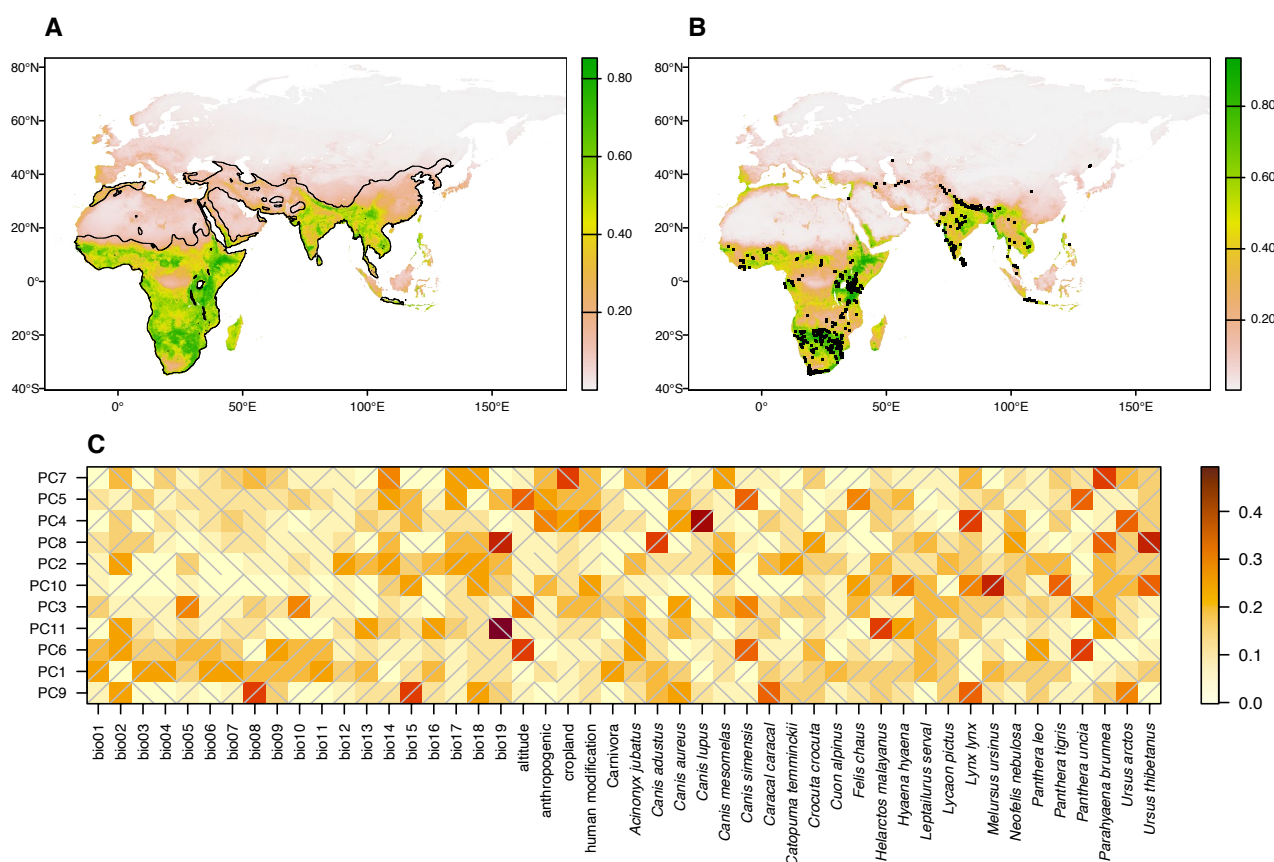 A
B
80°N
60°N
40°N
20°N
0°
20°S
40°S
0°
50°E
100°E
150°E
0.80
0.60
0.40
0.20
80°N
60°N
40°N
20°N
0°
20°S
40°S
0°
50°E
100°E
150°E
0.80
0.60
0.40
0.20
C
PC7
PC5
PC4
PC8
PC2
PC10
PC3
PC11
PC6
PC1
PC9
bio01
bio02
bio03
bio04
bio05
bio06
bio07
bio08
bio09
bio10
bio11
bio12
bio13
bio14
bio15
bio16
bio17
bio18
bio19
altitude
anthropogenic
cropland
human modification
Carnivora
Acinonyx jubatus
Canis adustus
Canis aureus
Canis lupus
Canis mesomelas
Canis simensis
Caracal caracal
Catopuma temminckii
Crocuta crocuta
Cuon alpinus
Felis chaus
Helarctos malayanus
Hyaena hyaena
Leptailurus serval
Lycaon pictus
Lynx lynx
Melursus ursinus
Neofelis nebulosa
Panthera leo
Panthera tigris
Panthera uncia
Parahyaena brunnea
Ursus arctos
Ursus thibetanus
0.4
0.3
0.2
0.1
0.0